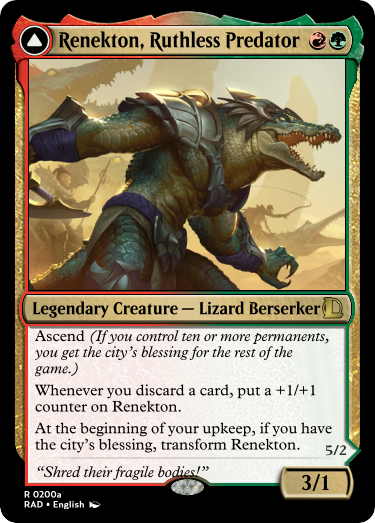 Renekton, Ruthless Predator
Legendary Creature — Lizard Berserker
Ascend (If you control ten or more permanents,
you get the city's blessing for the rest of the
game.)
Whenever you discard a card, put a +1/+1
counter on Renekton.
At the beginning of your upkeep, if you have
the city's blessing, transform Renekton.
5/2
“Shred their fragile bodies!”
3/1
R 0200a
RAD • English